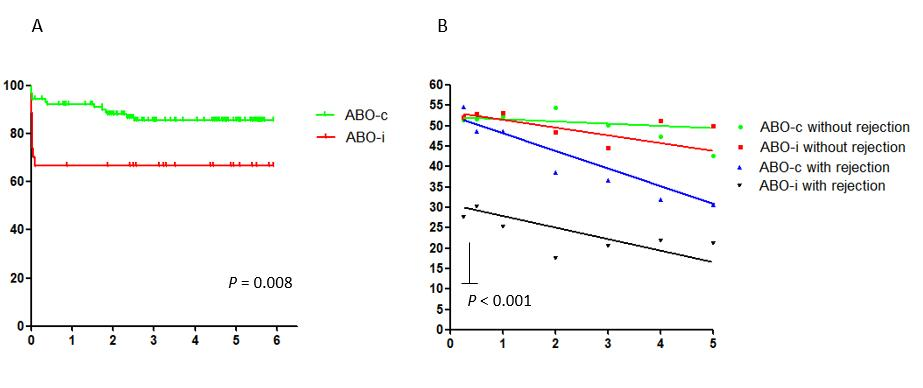 A
B
100
80
60
40
20
0
0 1 2 3 4 5 6
ABO-c
ABO-i
P = 0.008
60
55
50
45
40
35
30
25
20
15
10
5
0
0 1 2 3 4 5
P < 0.001
ABO-c without rejection
ABO-i without rejection
ABO-c with rejection
ABO-i with rejection